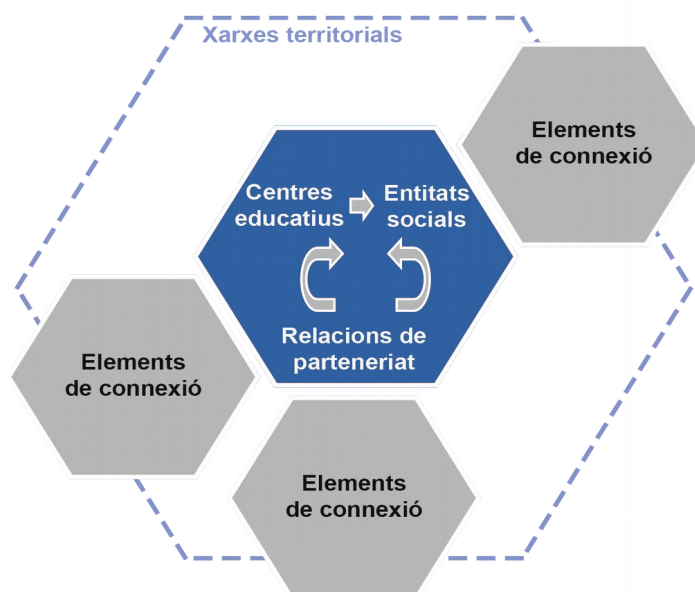 Xarxes territorials
Elements
de connexió
Centres
educatius
Entitats
socials
Relacions de
parteneriat
Elements
de connexió
Elements
de connexió